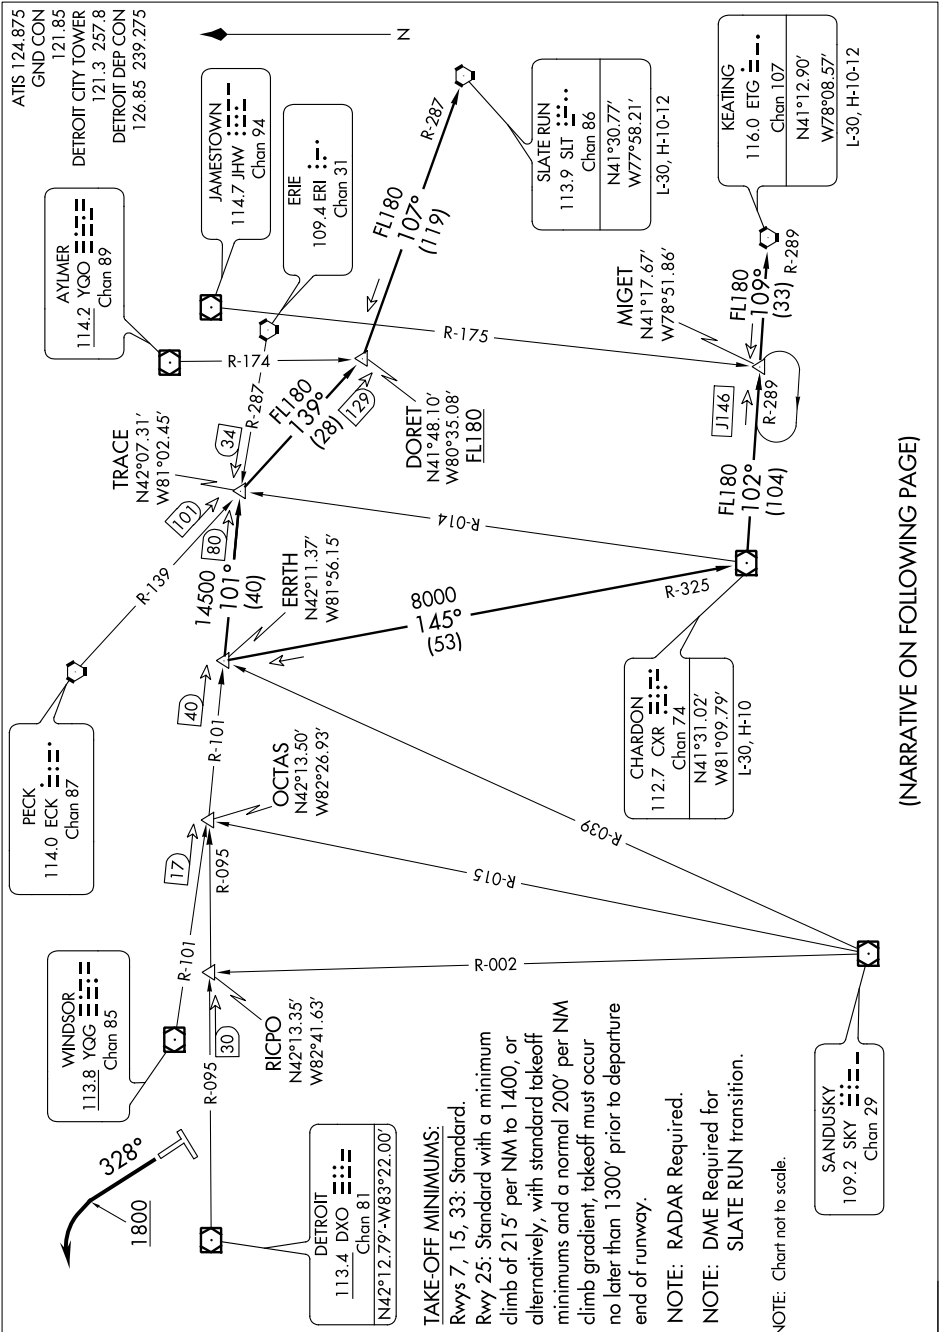 ATIS 124.875
GND CON
121.85
DETROIT CITY TOWER
121.3 257.8
DETROIT DEP CON
126.85 239.275
N
JAMESTOWN
114.7 JHW
Chan 94
ERIE
109.4 ERI
Chan 31
AYLMER
114.2 YQO
Chan 89
SLATE RUN
113.9 SLT
Chan 86
N41°30.77'
W77°58.21'
L-30, H-10-12
KEATING
116.0 ETG
Chan 107
N41°12.90'
W78°08.57'
L-30, H-10-12
R-287
FL180
107°
(119)
MIGET
N41°17.67'
W78°51.86'
FL180
109°
(33)
R-289
R-175
R-174
R-287
FL180
139°
(28)
129
DORET
N41°48.10'
W80°35.08'
FL180
J146
R-289
FL180
102°
(104)
TRACE
N42°07.31'
W81°02.45'
34
101
80
R-139
14500
101°
(40)
ERRTH
N42°11.37'
W81°56.15'
R-014
8000
145°
(53)
R-325
PECK
114.0 ECK
Chan 87
40
R-101
OCTAS
N42°13.50'
W82°26.93'
CHARDON
112.7 CXR
Chan 74
N41°31.02'
W81°09.79'
L-30, H-10
R-039
R-015
R-002
WINDSOR
113.8 YQG
Chan 85
R-101
17
R-095
RICPO
N42°13.35'
W82°41.63'
30
R-095
328°
1800
DETROIT
113.4 DXO
Chan 81
N42°12.79'-W83°22.00'
SANDUSKY
109.2 SKY
Chan 29
TAKE-OFF MINIMUMS:
Rwys 7, 15, 33: Standard.
Rwy 25: Standard with a minimum
climb of 215' per NM to 1400, or
alternatively, with standard takeoff
minimums and a normal 200' per NM
climb gradient, takeoff must occur
no later than 1300' prior to departure
end of runway.
NOTE: RADAR Required.
NOTE: DME Required for
SLATE RUN transition.
NOTE: Chart not to scale.
(NARRATIVE ON FOLLOWING PAGE)